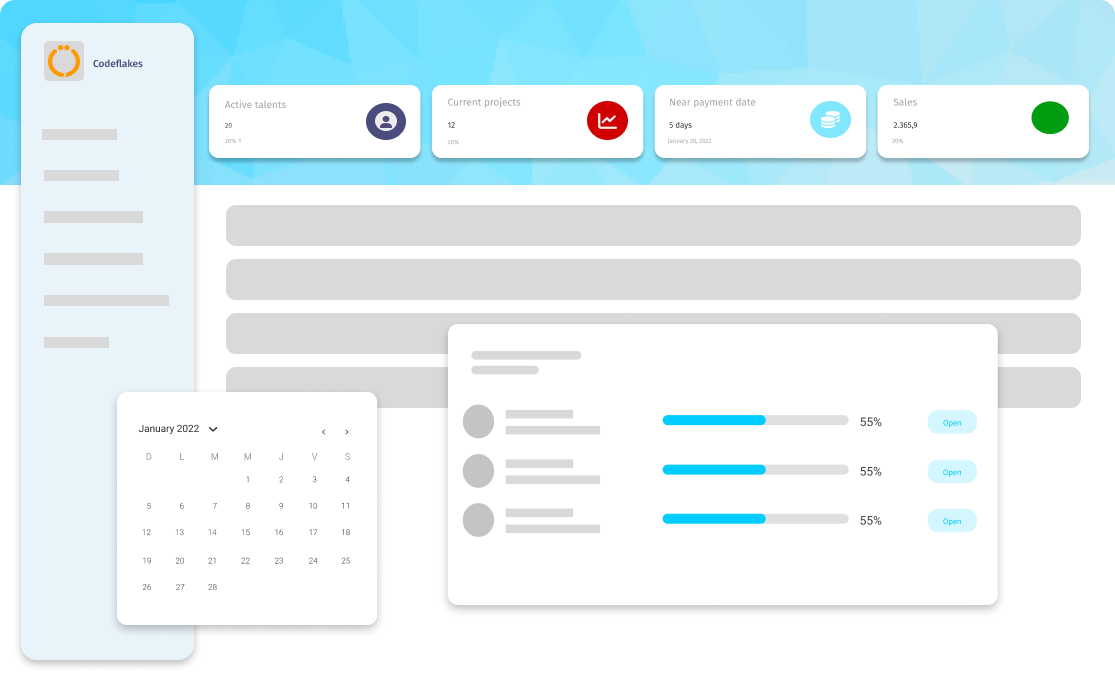 Codeflakes
Active talents
20
20% ↑
Current projects
12
20%
Near payment date
5 days
January 20, 2022
Sales
2.365,9
20%
January 2022
D L M M J V S
1 2 3 4
5 6 7 8 9 10 11
12 13 14 15 16 17 18
19 20 21 22 23 24 25
26 27 28
55% Open
55% Open
55% Open